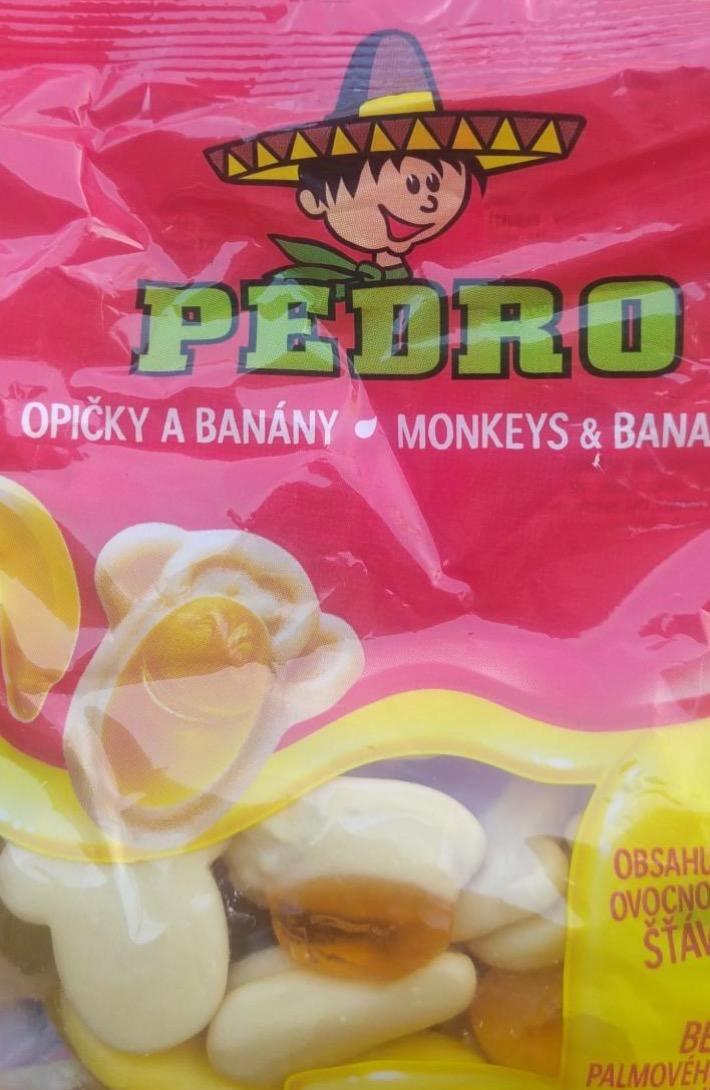 PEDRO
OPIČKY A BANÁNY MONKEYS & BANA
OBSAHU
OVOCNO
ŠŤÁV
BE
PALMOVÉH